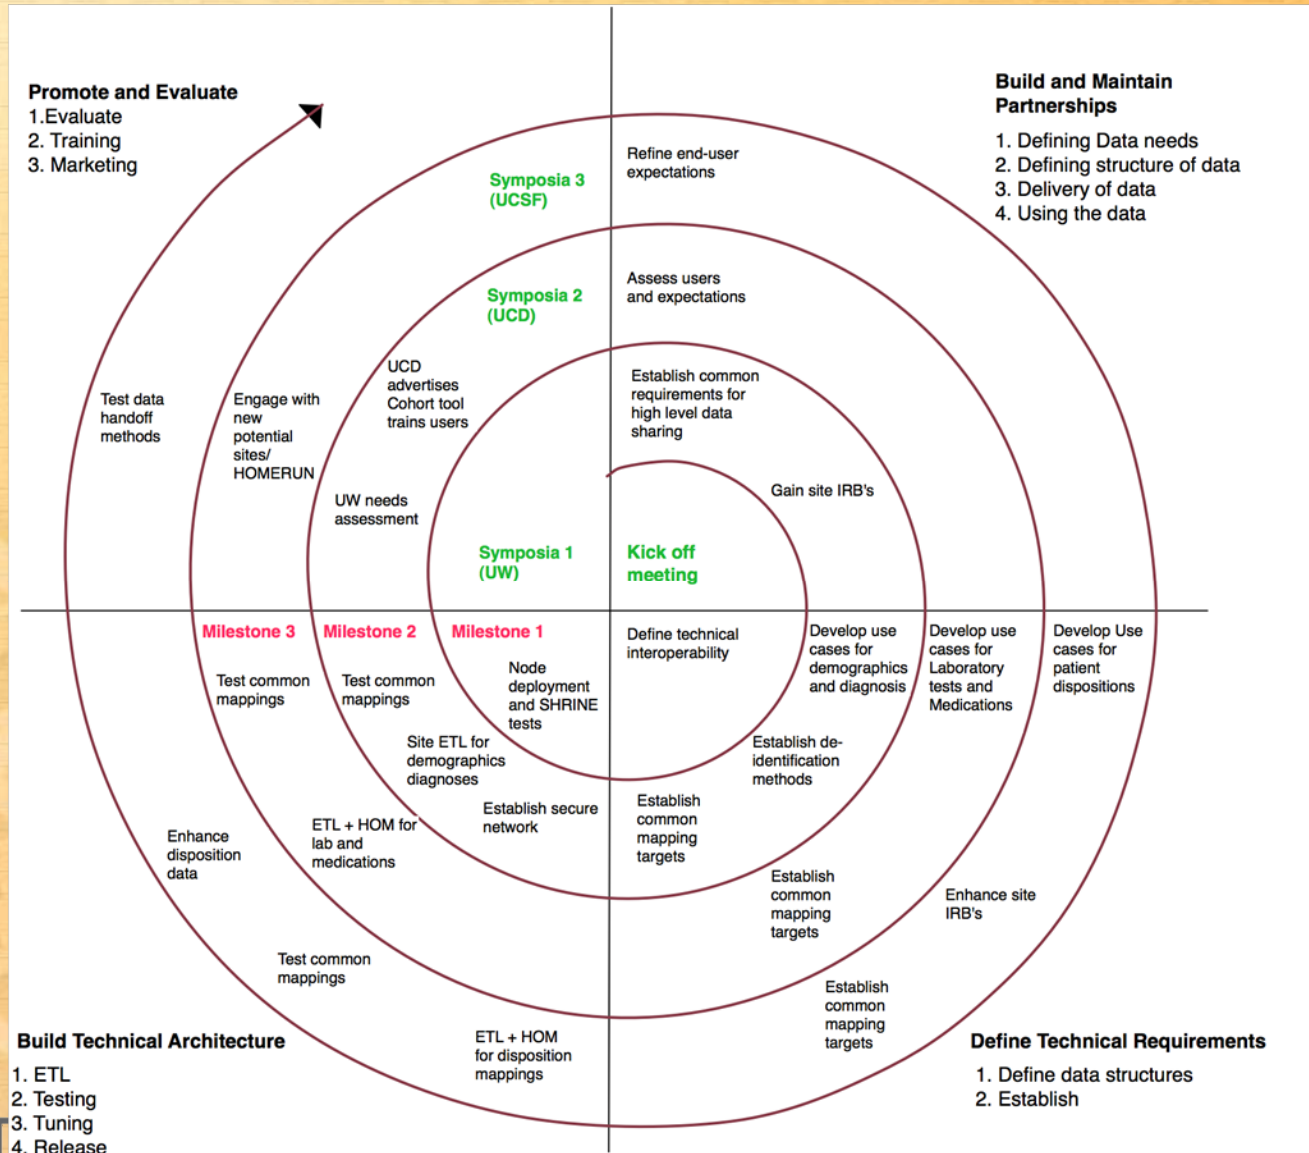 Promote and Evaluate
1.Evaluate
2. Training
3. Marketing
Build and Maintain
Partnerships
1. Defining Data needs
2. Defining structure of data
3. Delivery of data
4. Using the data
Symposia 3
(UCSF)
Refine end-user
expectations
Symposia 2
(UCD)
Assess users
and expectations
UCD
advertises
Cohort tool
trains users
Establish common
requirements for
high level data
sharing
Test data
handoff
methods
Engage with
new
potential
sites/
HOMERUN
UW needs
assessment
Gain site IRB's
Symposia 1
(UW)
Kick off
meeting
Milestone 3
Milestone 2
Milestone 1
Define technical
interoperability
Develop use
cases for
demographics
and diagnosis
Develop use
cases for
Laboratory
tests and
Medications
Develop Use
cases for
patient
dispositions
Test common
mappings
Test common
mappings
Node
deployment
and SHRINE
tests
Site ETL for
demographics
diagnoses
Establish de-
identification
methods
Establish secure
network
Establish
common
mapping
targets
ETL + HOM for
lab and
medications
Enhance
disposition
data
Establish
common
mapping
targets
Enhance site
IRB's
Test common
mappings
Establish
common
mapping
targets
ETL + HOM
for disposition
mappings
Build Technical Architecture
1. ETL
2. Testing
3. Tuning
4. Release
Define Technical Requirements
1. Define data structures
2. Establish